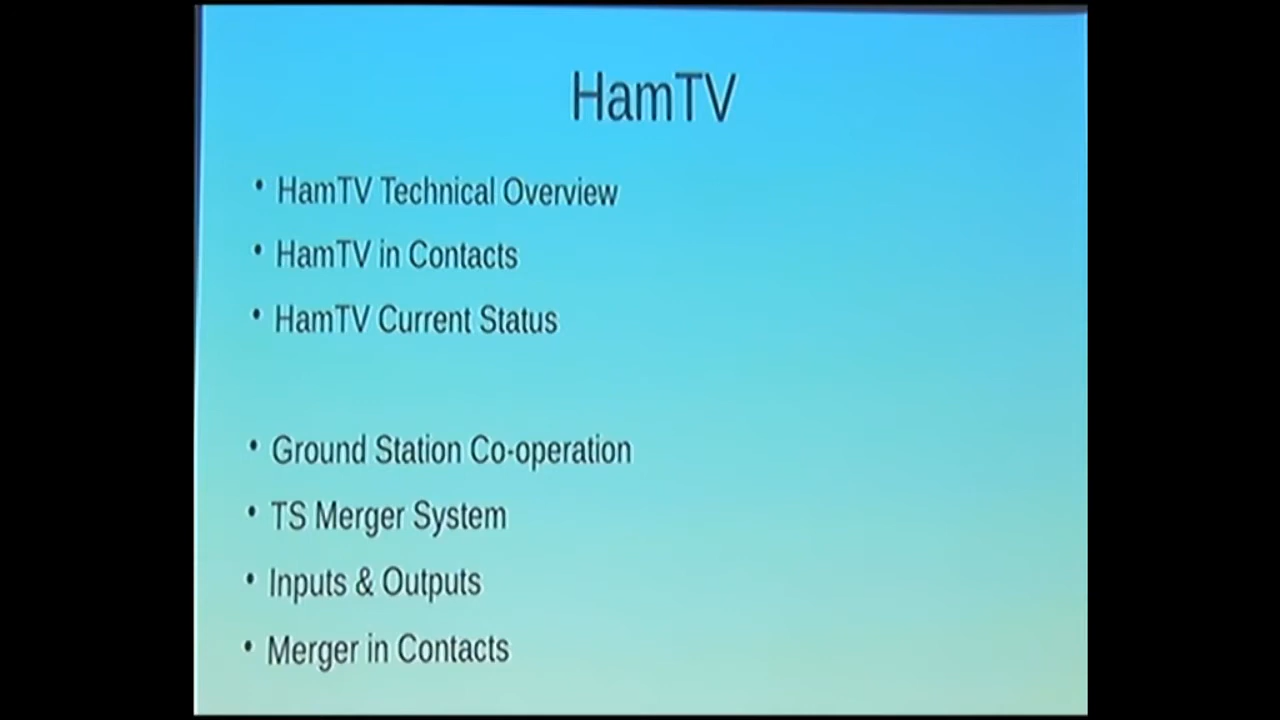 HamTV
• HamTV Technical Overview
• HamTV in Contacts
• HamTV Current Status
• Ground Station Co-operation
• TS Merger System
• Inputs & Outputs
• Merger in Contacts